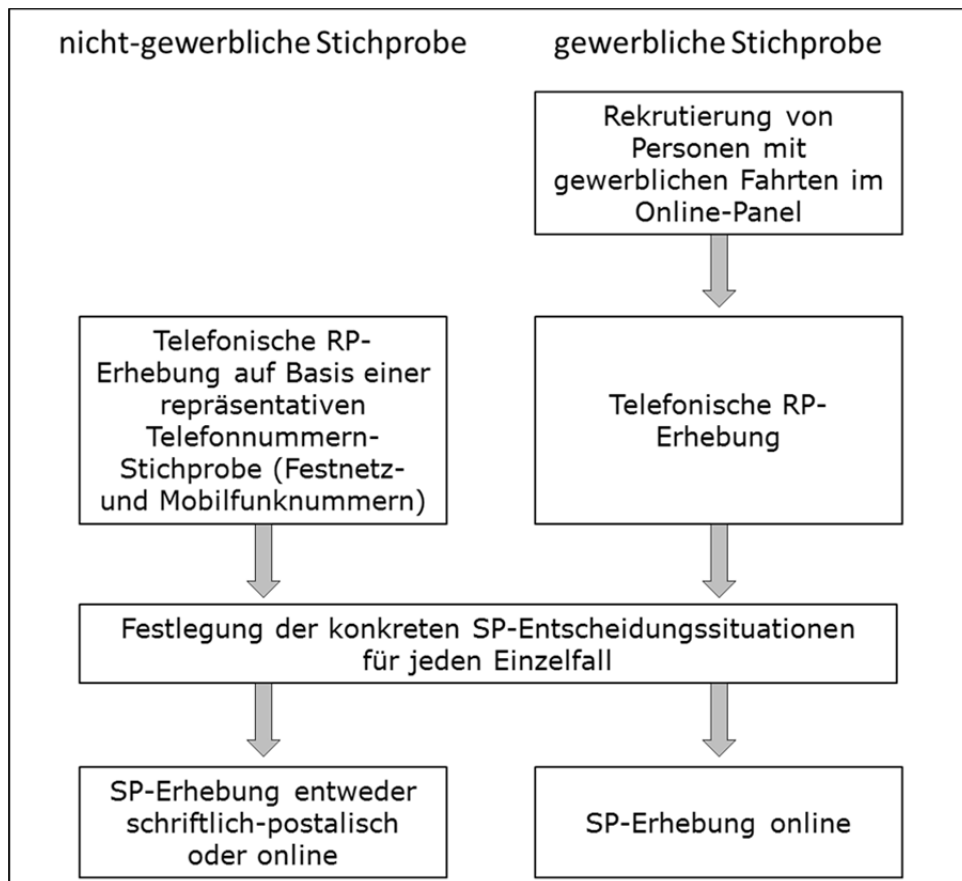 nicht-gewerbliche Stichprobe
gewerbliche Stichprobe
Rekrutierung von
Personen mit
gewerblichen Fahrten im
Online-Panel
Telefonische RP-
Erhebung auf Basis einer
repräsentativen
Telefonnummern-
Stichprobe (Festnetz-
und Mobilfunknummern)
Telefonische RP-
Erhebung
Festlegung der konkreten SP-Entscheidungssituationen
für jeden Einzelfall
SP-Erhebung entweder
schriftlich-postalisch
oder online
SP-Erhebung online